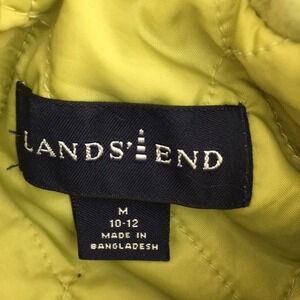 LANDS' END
M
10-12
MADE IN
BANGLADESH